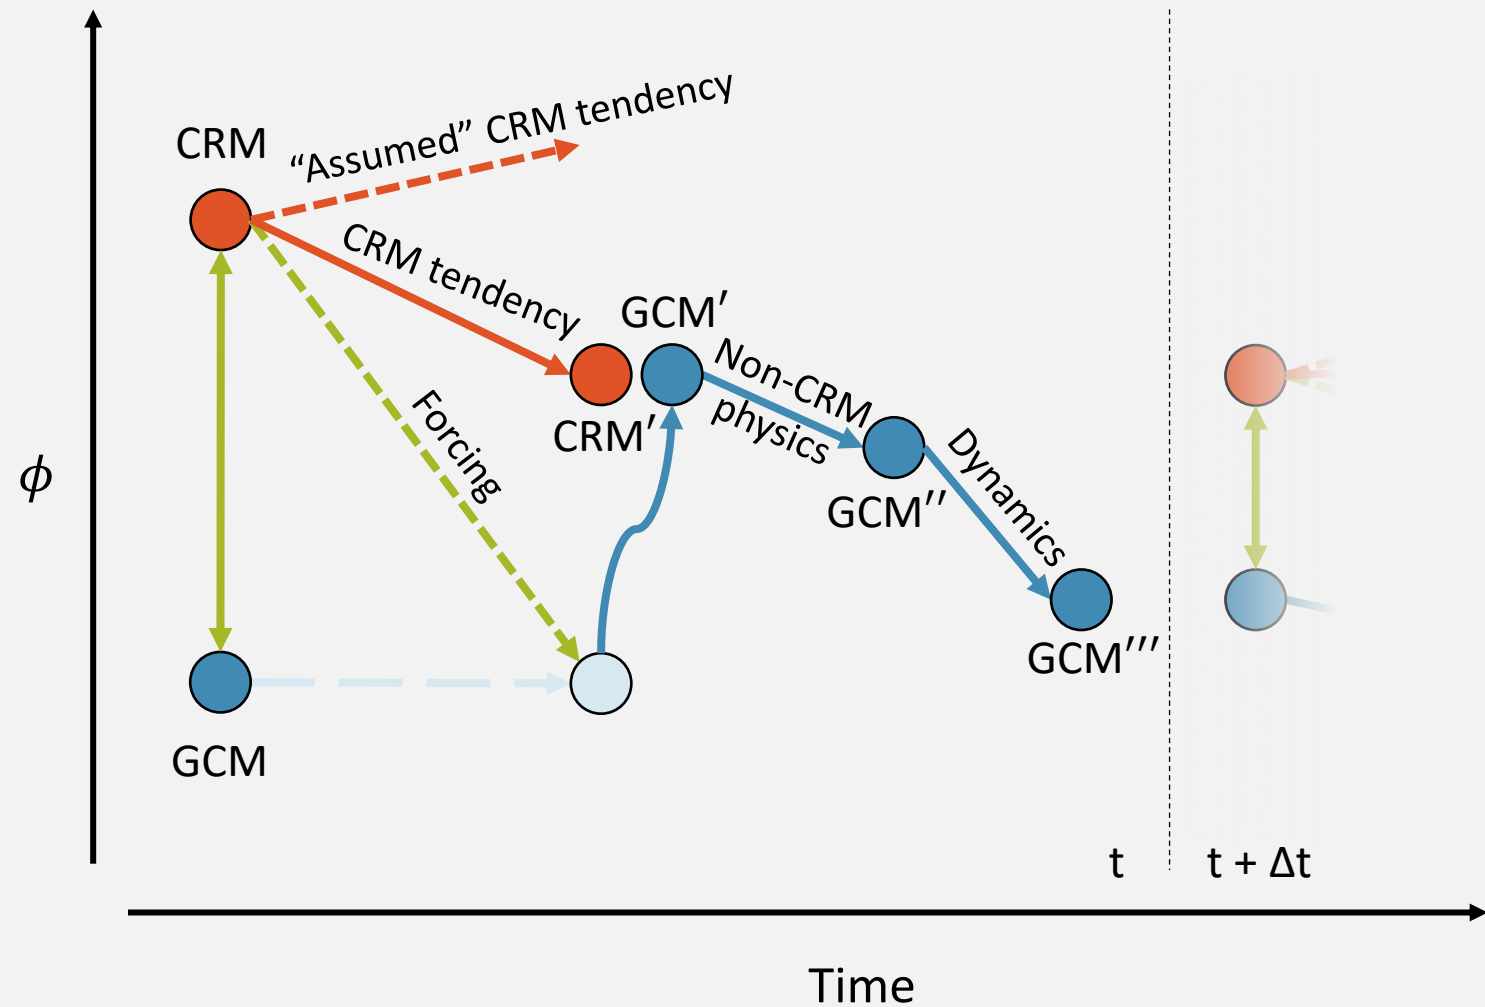 CRM
“Assumed” CRM tendency
CRM tendency
GCM′
Non-CRM
physics
CRM′
Forcing
Dynamics
ϕ
GCM′′
GCM′′′
GCM
t
t + Δt
Time